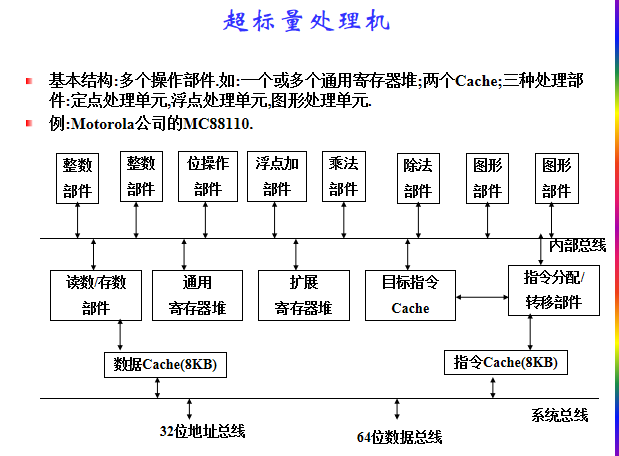 超标量处理机
基本结构:多个操作部件.如:一个或多个通用寄存器堆;两个Cache;三种处理部
件:定点处理单元,浮点处理单元,图形处理单元.
例:Motorola公司的MC88110.
整数
部件
整数
部件
位操作
部件
浮点加
部件
乘法
部件
除法
部件
图形
部件
图形
部件
内部总线
读数/存数
部件
通用
寄存器堆
扩展
寄存器堆
目标指令
Cache
指令分配/
转移部件
数据Cache(8KB)
指令Cache(8KB)
系统总线
32位地址总线
64位数据总线